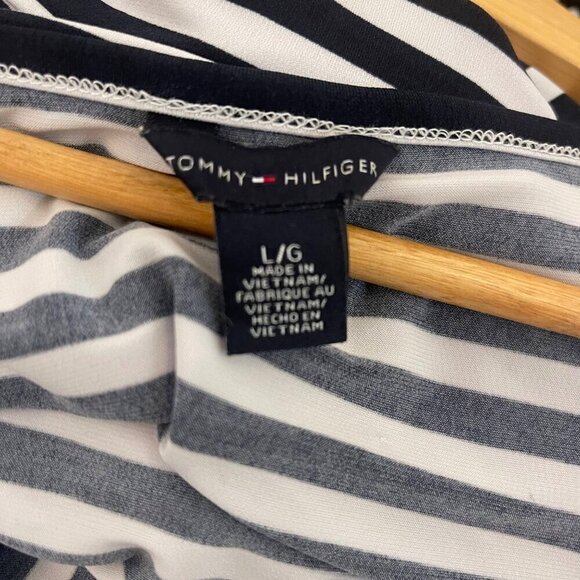 TOMMY HILFIGER
L/G
MADE IN
VIETNAM/
FABRIQUE AU
VIETNAM/
HECHO EN
VIETNAM